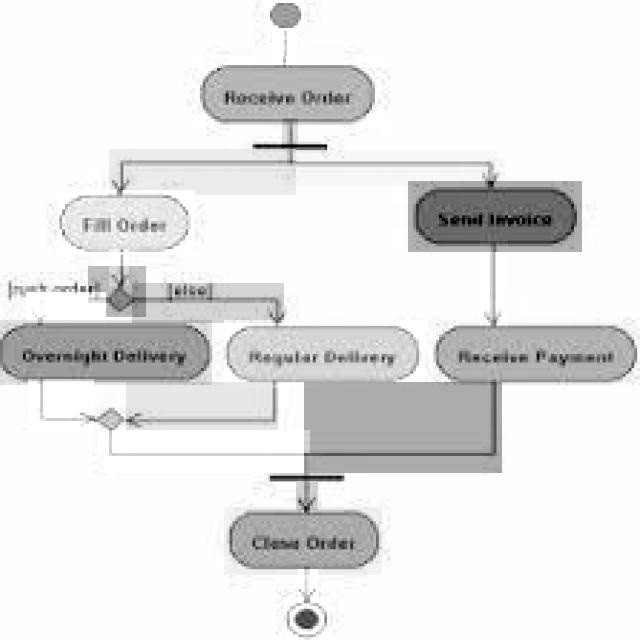 Receive Order
Fill Order
Send Invoice
[rush order]
[else]
Overnight Delivery
Regular Delivery
Receive Payment
Close Order